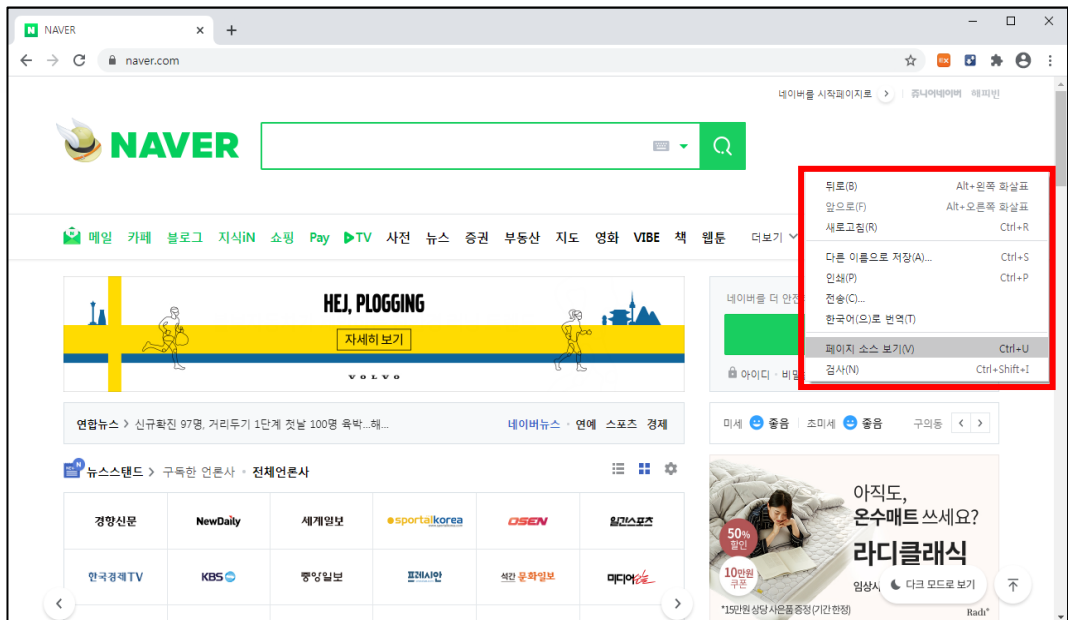 NAVER
naver.com
네이버를 시작페이지로
쥬니어네이버 해피빈
NAVER
뒤로(B) Alt+왼쪽 화살표
앞으로(F) Alt+오른쪽 화살표
새로고침(R) Ctrl+R
다른 이름으로 저장(A)... Ctrl+S
인쇄(P) Ctrl+P
전송(C)...
한국어(으)로 번역(T)
페이지 소스 보기(V) Ctrl+U
검사(N) Ctrl+Shift+I
메일 카페 블로그 지식iN 쇼핑 Pay TV 사전 뉴스 증권 부동산 지도 영화 VIBE 책 웹툰 더보기
HEJ, PLOGGING
자세히 보기
VOLVO
네이버를 더 안전
아이디 · 비밀
연합뉴스 > 신규확진 97명, 거리두기 1단계 첫날 100명 육박...해...
네이버뉴스 · 연예 스포츠 경제
미세 좋음 초미세 좋음 구의동
뉴스스탠드 > 구독한 언론사 · 전체언론사
경향신문 NewDaily 세계일보 sportalkorea OSEN 일간스포츠
한국경제TV KBS 중앙일보 프레시안 석간 문화일보 미디어오늘
아직도,
온수매트 쓰세요?
50%
할인
라디클래식
10만원
쿠폰
임상시
다크 모드로 보기
*15만원 상당 사은품 증정 (기간 한정)
Radi*